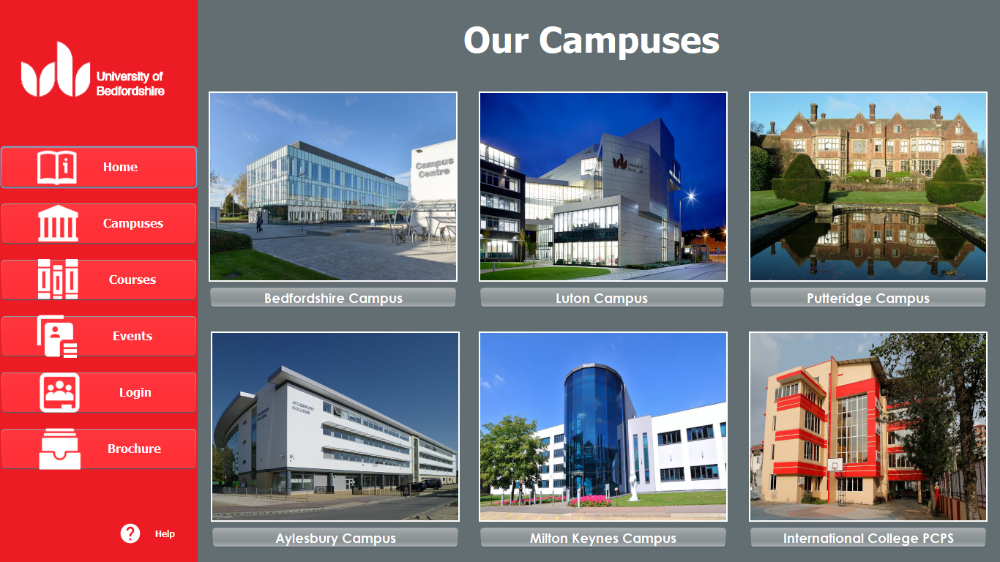 University of
Bedfordshire
Home
Campuses
Courses
Events
Login
Brochure
Help
Our Campuses
Campus
Centre
Bedfordshire Campus
Luton Campus
Putteridge Campus
AYLESBURY
COLLEGE
Aylesbury Campus
Milton Keynes Campus
International College PCPS